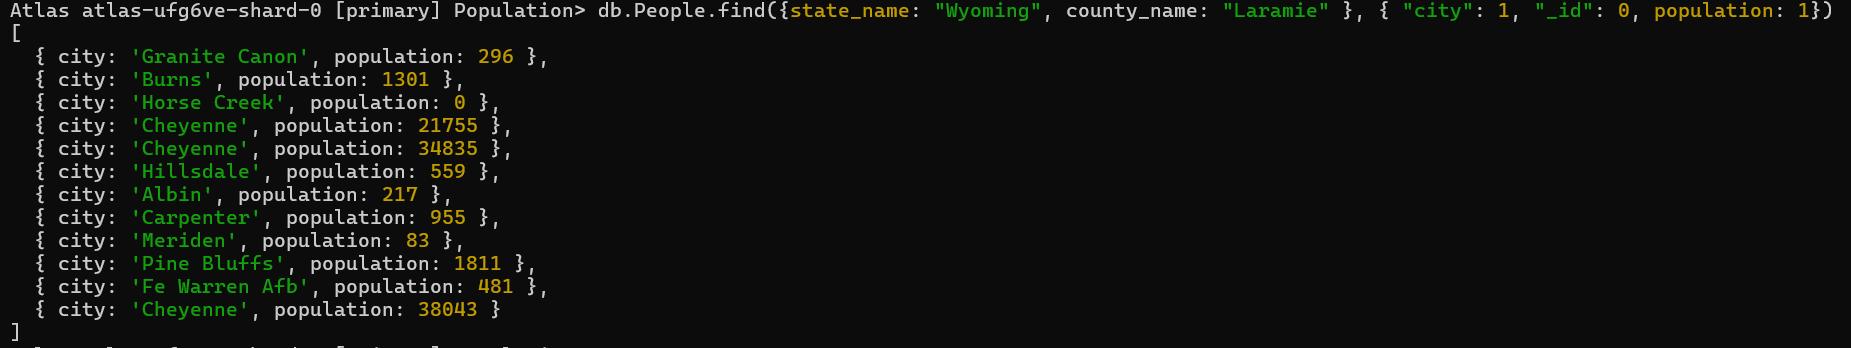 Atlas atlas-ufg6ve-shard-0 [primary] Population> db.People.find({state_name: "Wyoming", county_name: "Laramie" }, { "city": 1, "_id": 0, population: 1})
[
  { city: 'Granite Canon', population: 296 },
  { city: 'Burns', population: 1301 },
  { city: 'Horse Creek', population: 0 },
  { city: 'Cheyenne', population: 21755 },
  { city: 'Cheyenne', population: 34835 },
  { city: 'Hillsdale', population: 559 },
  { city: 'Albin', population: 217 },
  { city: 'Carpenter', population: 955 },
  { city: 'Meriden', population: 83 },
  { city: 'Pine Bluffs', population: 1811 },
  { city: 'Fe Warren Afb', population: 481 },
  { city: 'Cheyenne', population: 38043 }
]